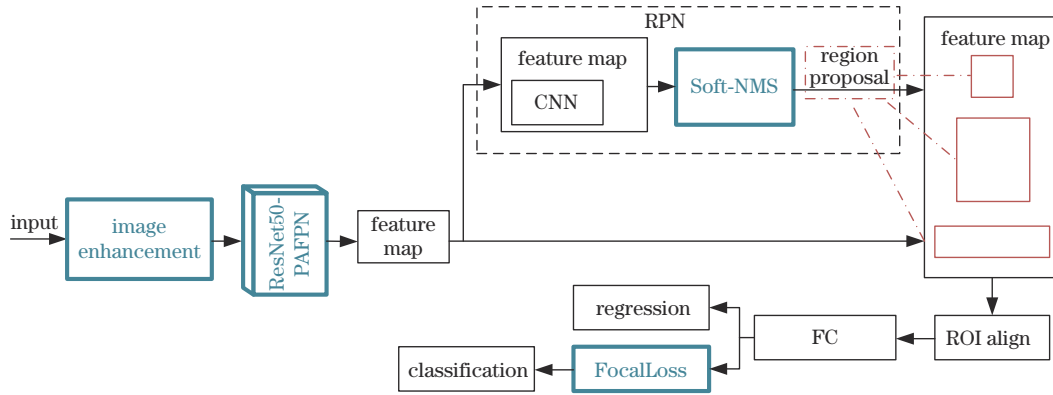 RPN
feature map
CNN
Soft-NMS
region
proposal
feature map
input
image
enhancement
ResNet50-
PAFPN
feature
map
regression
classification
FocalLoss
FC
ROI align